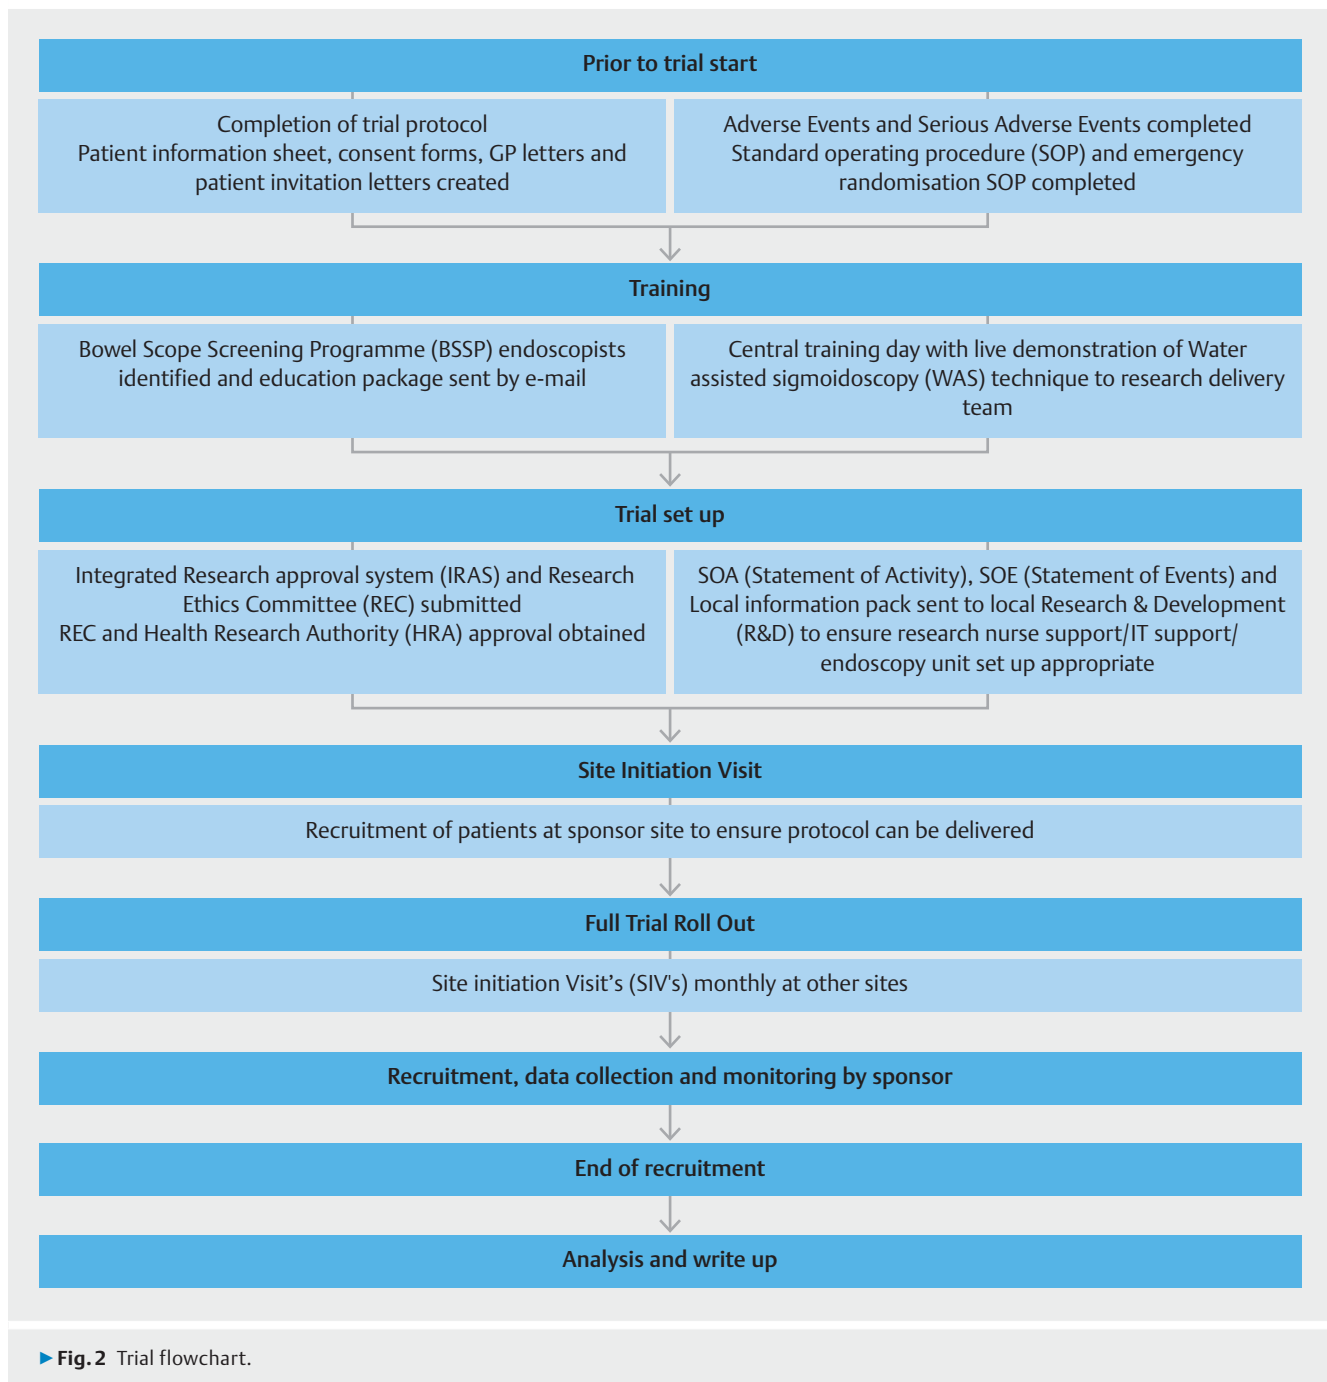 Prior to trial start
Completion of trial protocol
Patient information sheet, consent forms, GP letters and
patient invitation letters created
Adverse Events and Serious Adverse Events completed
Standard operating procedure (SOP) and emergency
randomisation SOP completed
Training
Bowel Scope Screening Programme (BSSP) endoscopists
identified and education package sent by e-mail
Central training day with live demonstration of Water
assisted sigmoidoscopy (WAS) technique to research delivery
team
Trial set up
Integrated Research approval system (IRAS) and Research
Ethics Committee (REC) submitted
REC and Health Research Authority (HRA) approval obtained
SOA (Statement of Activity), SOE (Statement of Events) and
Local information pack sent to local Research & Development
(R&D) to ensure research nurse support/IT support/
endoscopy unit set up appropriate
Site Initiation Visit
Recruitment of patients at sponsor site to ensure protocol can be delivered
Full Trial Roll Out
Site initiation Visit’s (SIV's) monthly at other sites
Recruitment, data collection and monitoring by sponsor
End of recruitment
Analysis and write up
▶ Fig. 2 Trial flowchart.